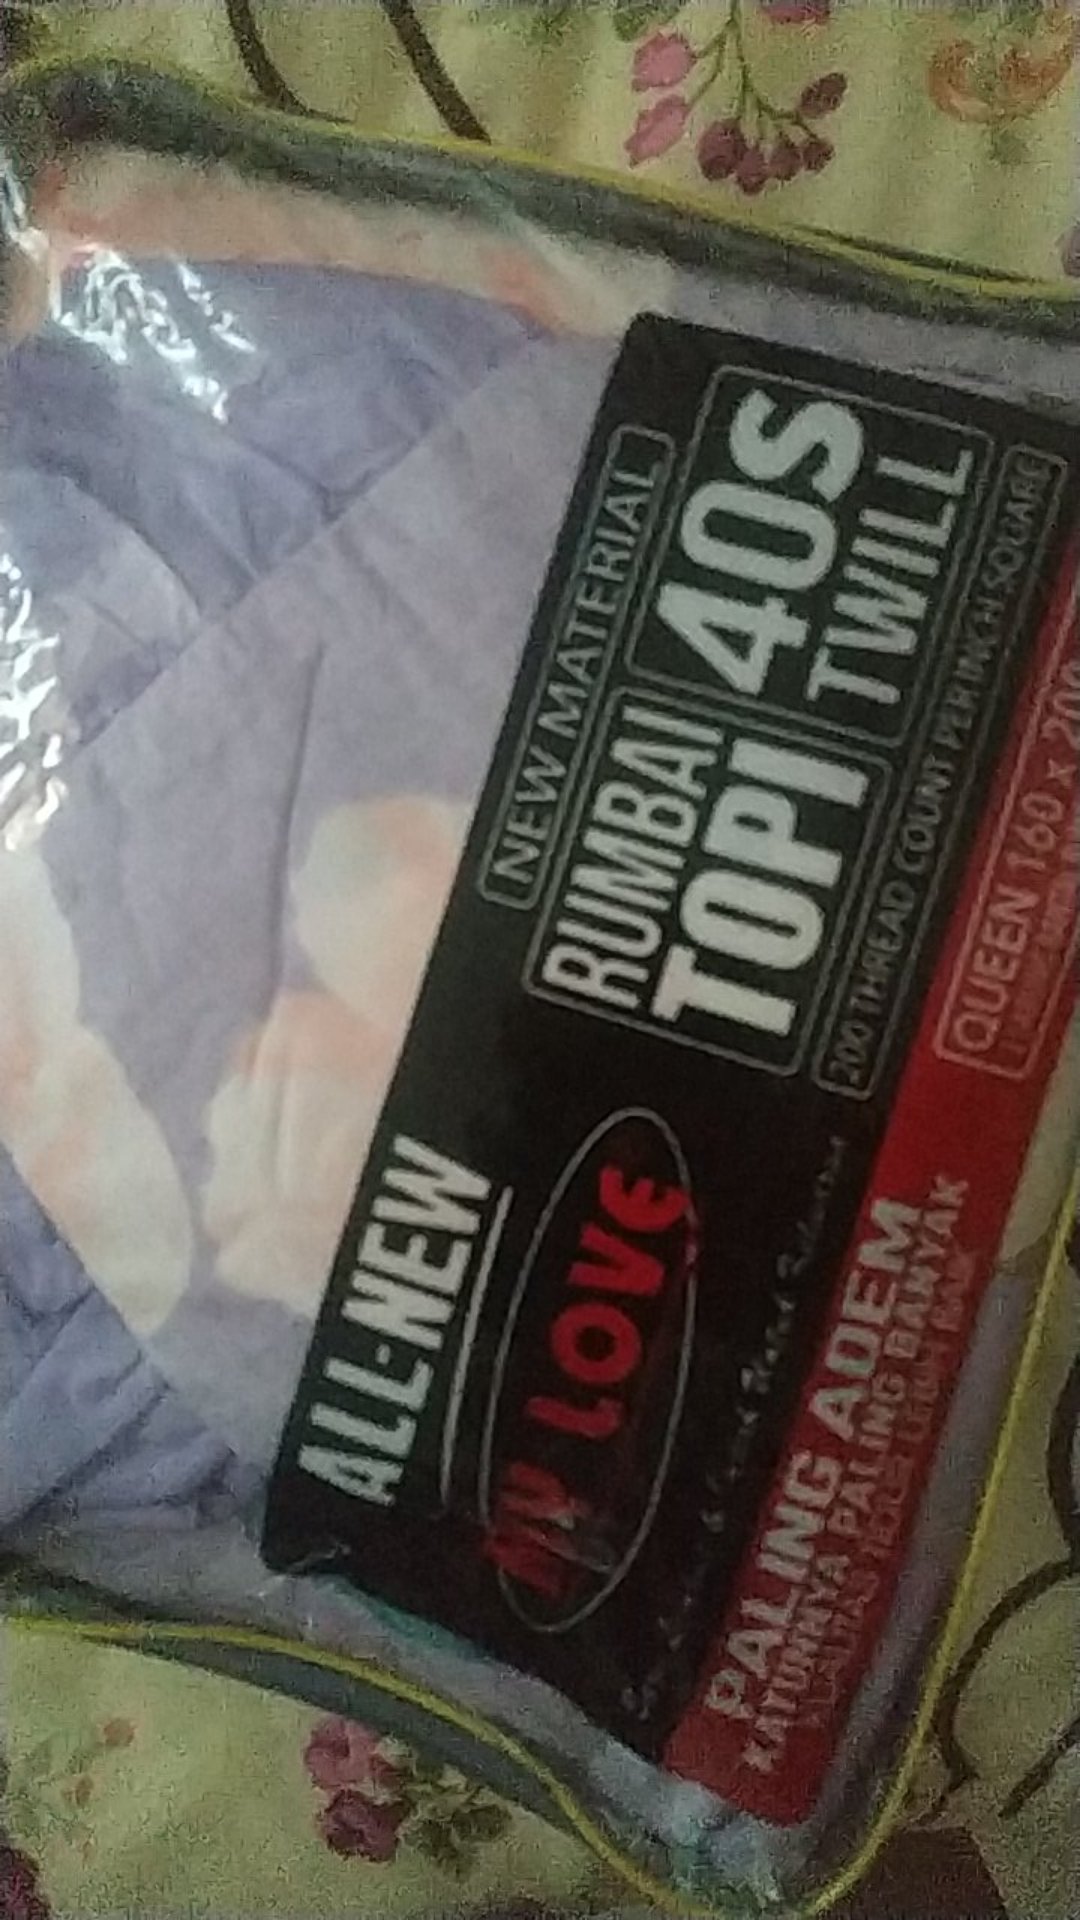 ALL-NEW
MY LOVE
NEW MATERIAL
RUMBAI
TOPI
40S
TWILL
200 THREAD COUNT PER INCH SQUARE
PALING ADEM
KATUNNYA PALING BANYAK
QUEEN 160 x 200